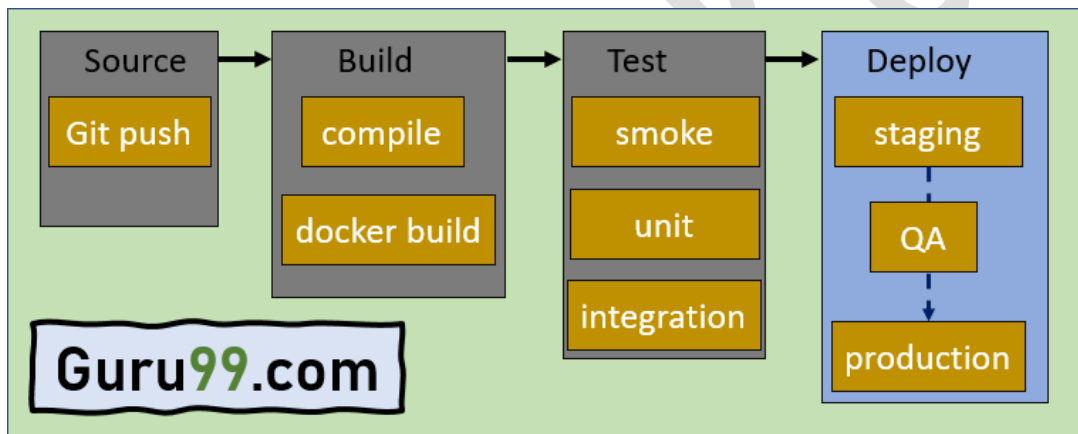 Source
Git push
Build
compile
docker build
Test
smoke
unit
integration
Deploy
staging
QA
production
Guru99.com